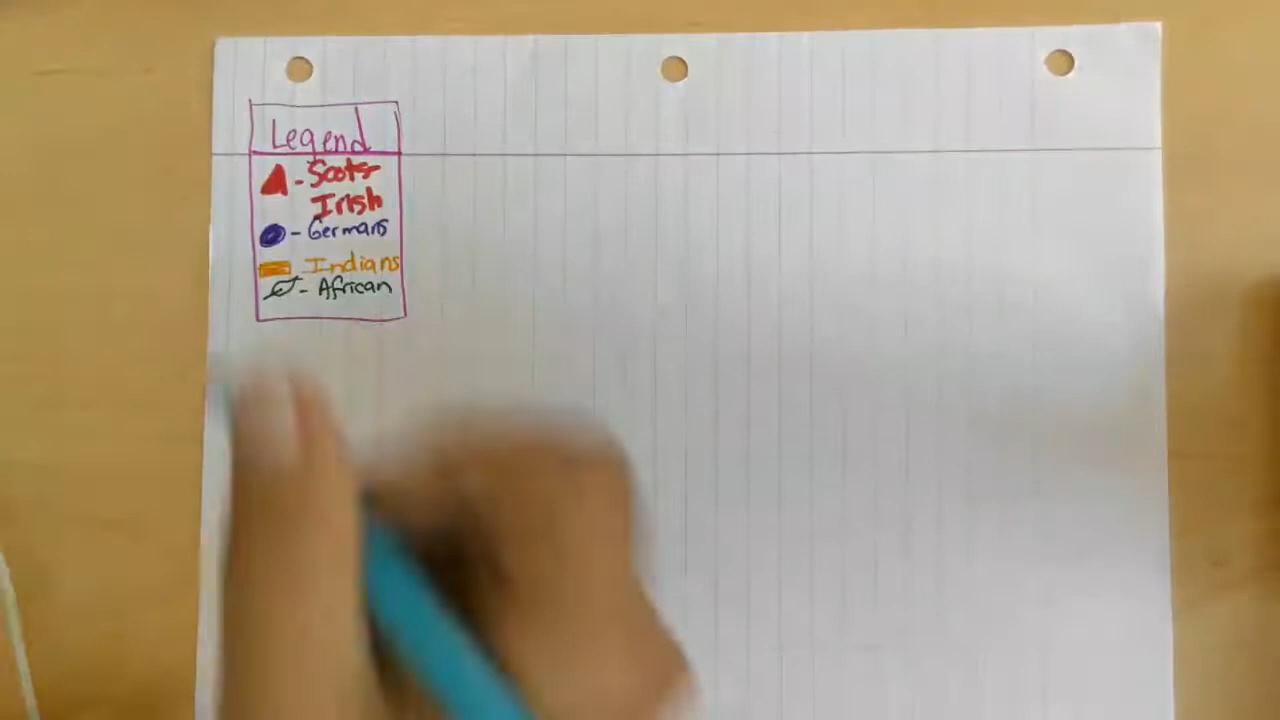 Legend
- Scots-
Irish
- Germans
Indians
- African